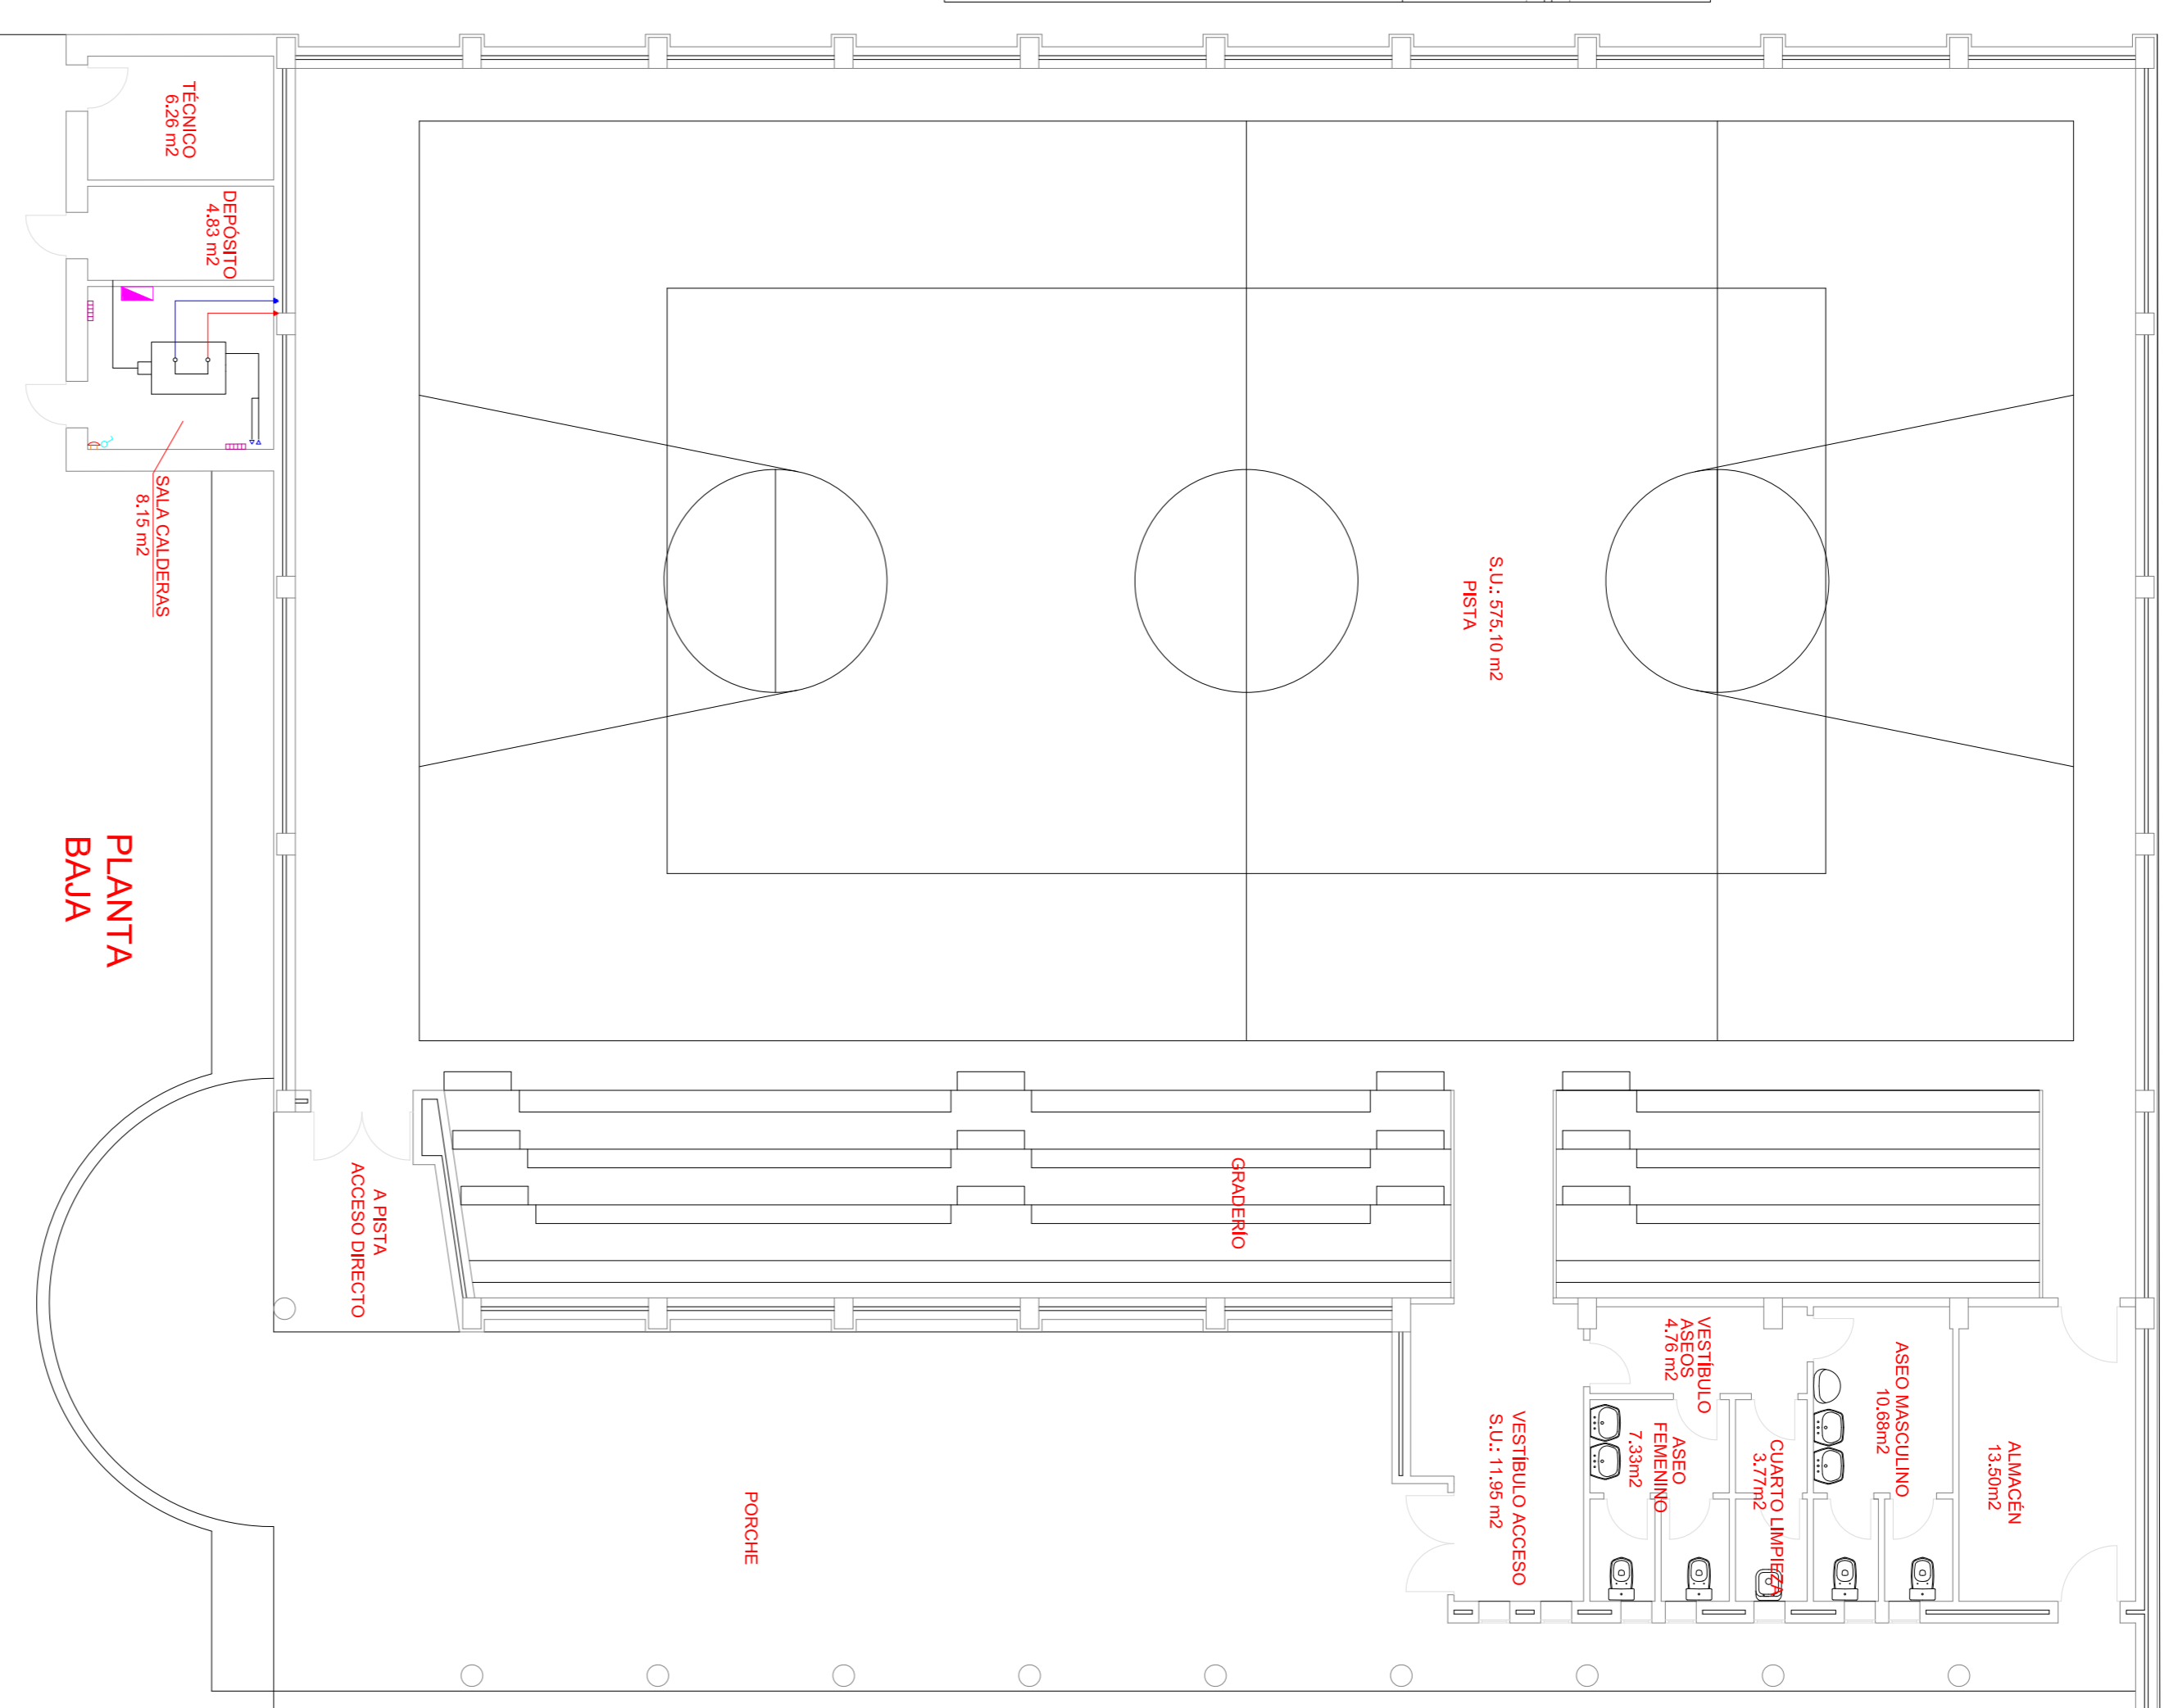 TÉCNICO
6.26 m2
DEPÓSITO
4.83 m2
SALA CALDERAS
8.15 m2
S.U.: 575.10 m2
PISTA
PLANTA
BAJA
GRADERÍO
A PISTA
ACCESO DIRECTO
PORCHE
VESTÍBULO ACCESO
S.U.: 11.95 m2
VESTÍBULO
ASEOS
4.76 m2
ASEO
FEMENINO
7.33m2
CUARTO LIMPIEZA
3.77m2
ASEO MASCULINO
10.68m2
ALMACÉN
13.50m2